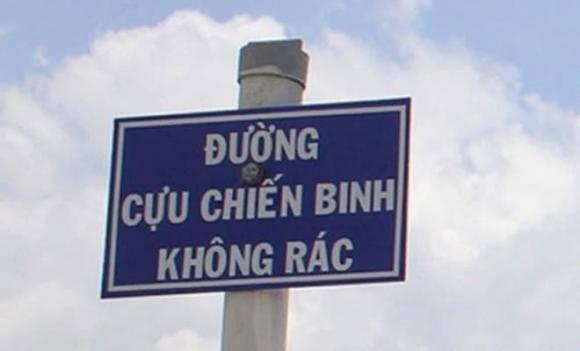 ĐƯỜNG
CỰU CHIẾN BINH
KHÔNG RÁC